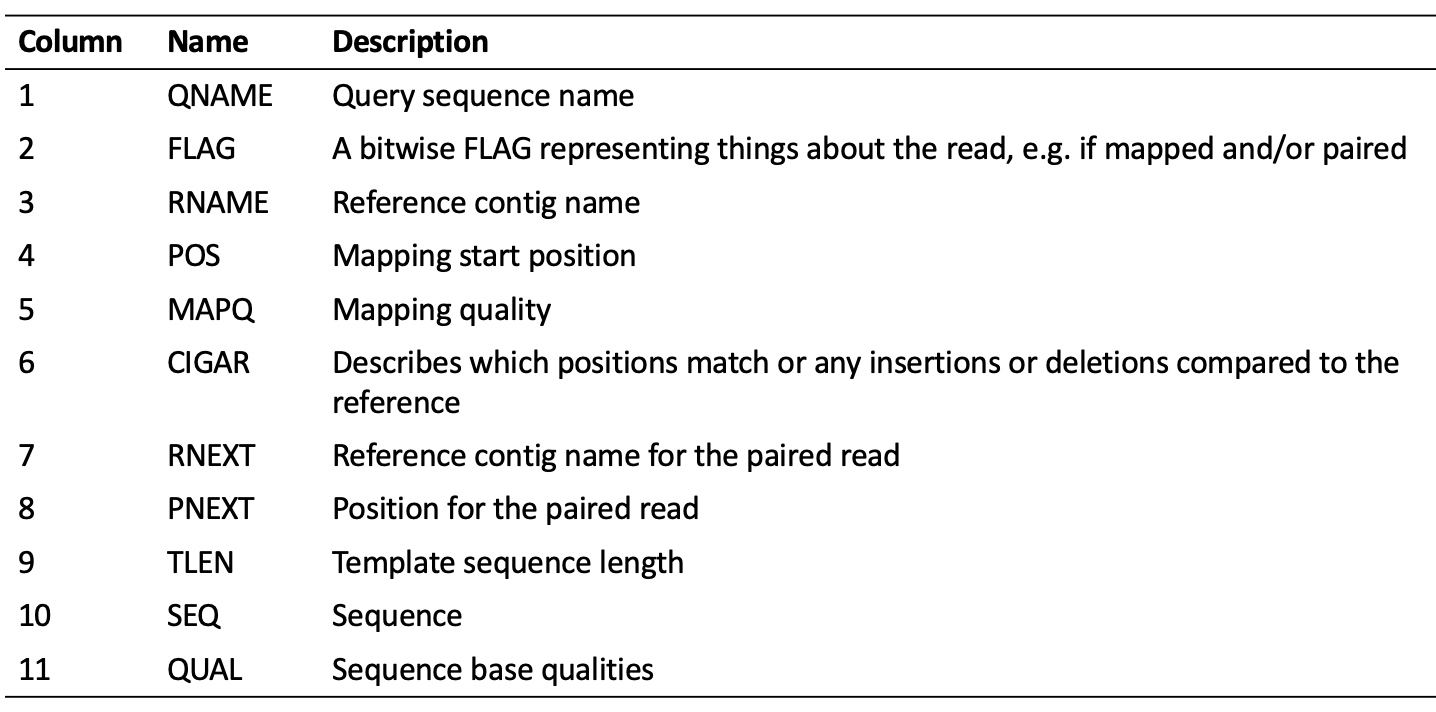 Column Name Description
1 QNAME Query sequence name
2 FLAG A bitwise FLAG representing things about the read, e.g. if mapped and/or paired
3 RNAME Reference contig name
4 POS Mapping start position
5 MAPQ Mapping quality
6 CIGAR Describes which positions match or any insertions or deletions compared to the
reference
7 RNEXT Reference contig name for the paired read
8 PNEXT Position for the paired read
9 TLEN Template sequence length
10 SEQ Sequence
11 QUAL Sequence base qualities